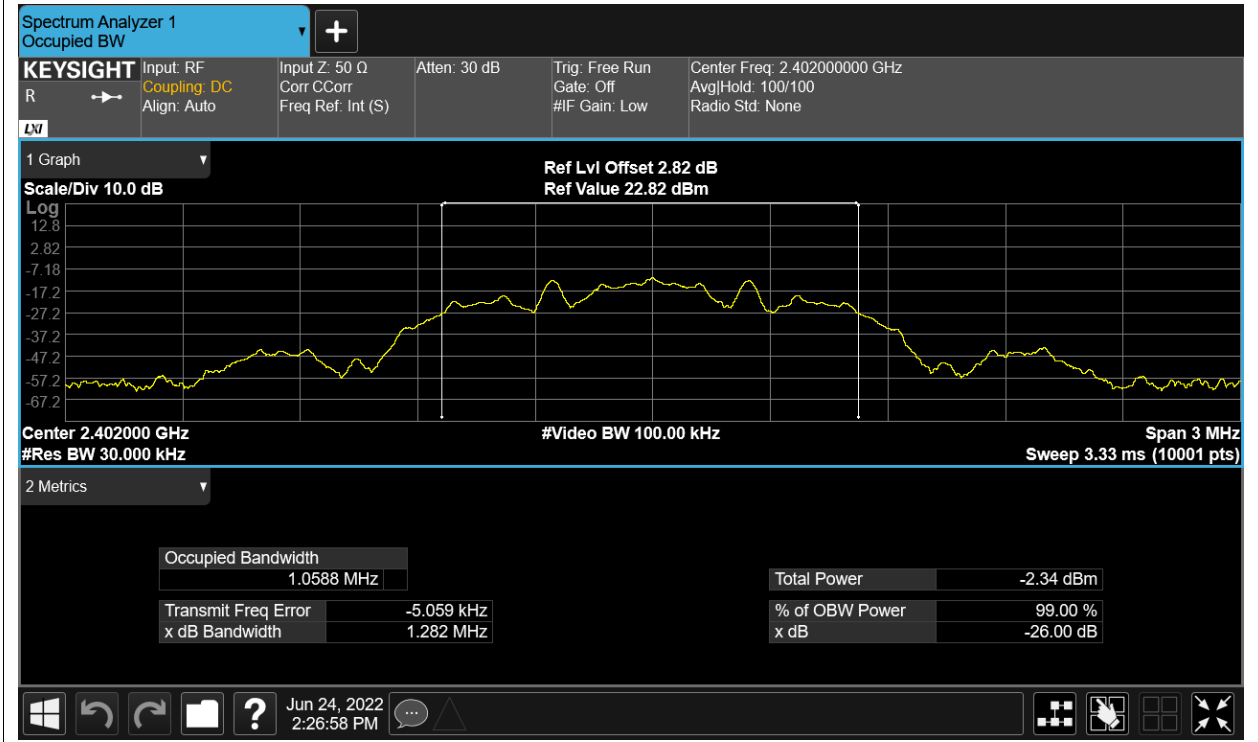 Spectrum Analyzer 1
Occupied BW
KEYSIGHT
R
LXI
Input: RF
Coupling: DC
Align: Auto
Input Z: 50 Ω
Corr CCorr
Freq Ref: Int (S)
Atten: 30 dB
Trig: Free Run
Gate: Off
#IF Gain: Low
Center Freq: 2.402000000 GHz
Avg|Hold: 100/100
Radio Std: None
1 Graph
Scale/Div 10.0 dB
Ref Lvl Offset 2.82 dB
Ref Value 22.82 dBm
Log
12.8
2.82
-7.18
-17.2
-27.2
-37.2
-47.2
-57.2
-67.2
Center 2.402000 GHz
#Video BW 100.00 kHz
Span 3 MHz
#Res BW 30.000 kHz
Sweep 3.33 ms (10001 pts)
2 Metrics
Occupied Bandwidth
1.0588 MHz
Total Power -2.34 dBm
Transmit Freq Error -5.059 kHz
% of OBW Power 99.00 %
x dB Bandwidth 1.282 MHz
x dB -26.00 dB
?
Jun 24, 2022
2:26:58 PM